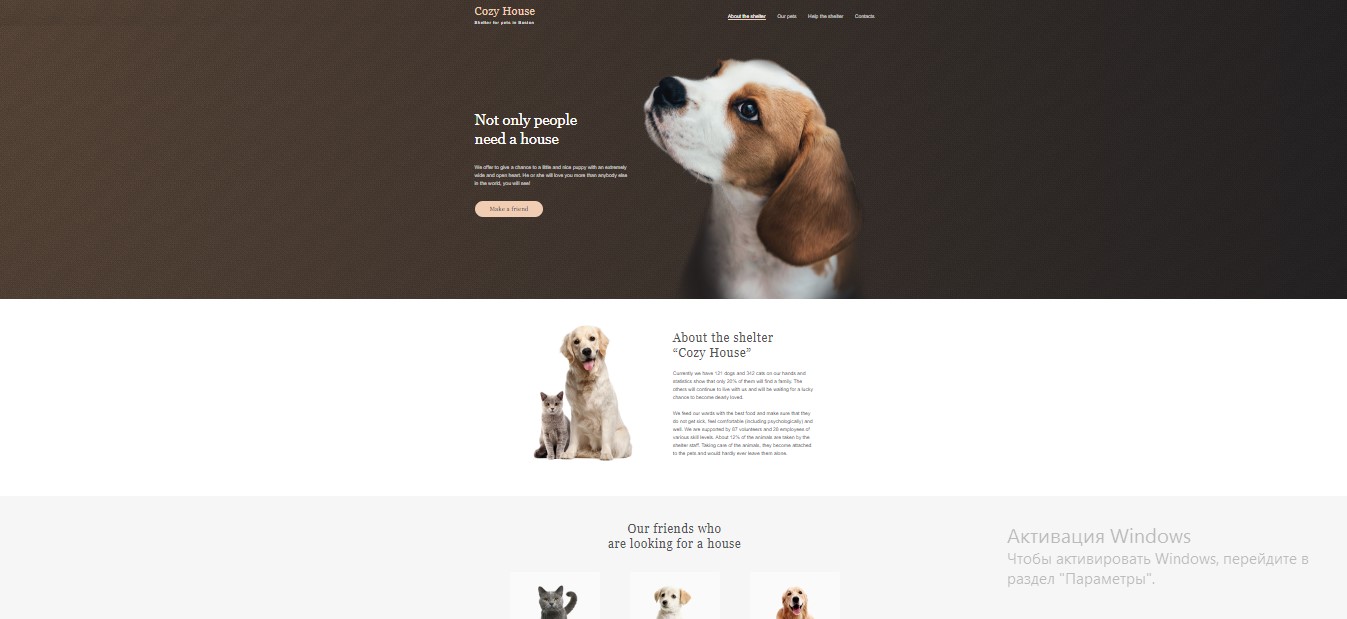 Cozy House
Shelter for pets in Boston
About the shelter
Our pets
Help the shelter
Contacts
Not only people
need a house
We offer to give a chance to a little and nice puppy with an extremely
wide and open heart. He or she will love you more than anybody else
in the world, you will see!
Make a friend
About the shelter
“Cozy House”
Currently we have 121 dogs and 342 cats on our hands and
statistics show that only 20% of them will find a family. The
others will continue to live with us and will be waiting for a lucky
chance to become dearly loved.
We feed our wards with the best food and make sure that they
do not get sick, feel comfortable (including psychologically) and
well. We are supported by 87 volunteers and 28 employees of
various skill levels. About 12% of the animals are taken by the
shelter staff. Taking care of the animals, they become attached
to the pets and would hardly ever leave them alone.
Our friends who
are looking for a house
Активация Windows
Чтобы активировать Windows, перейдите в
раздел "Параметры".